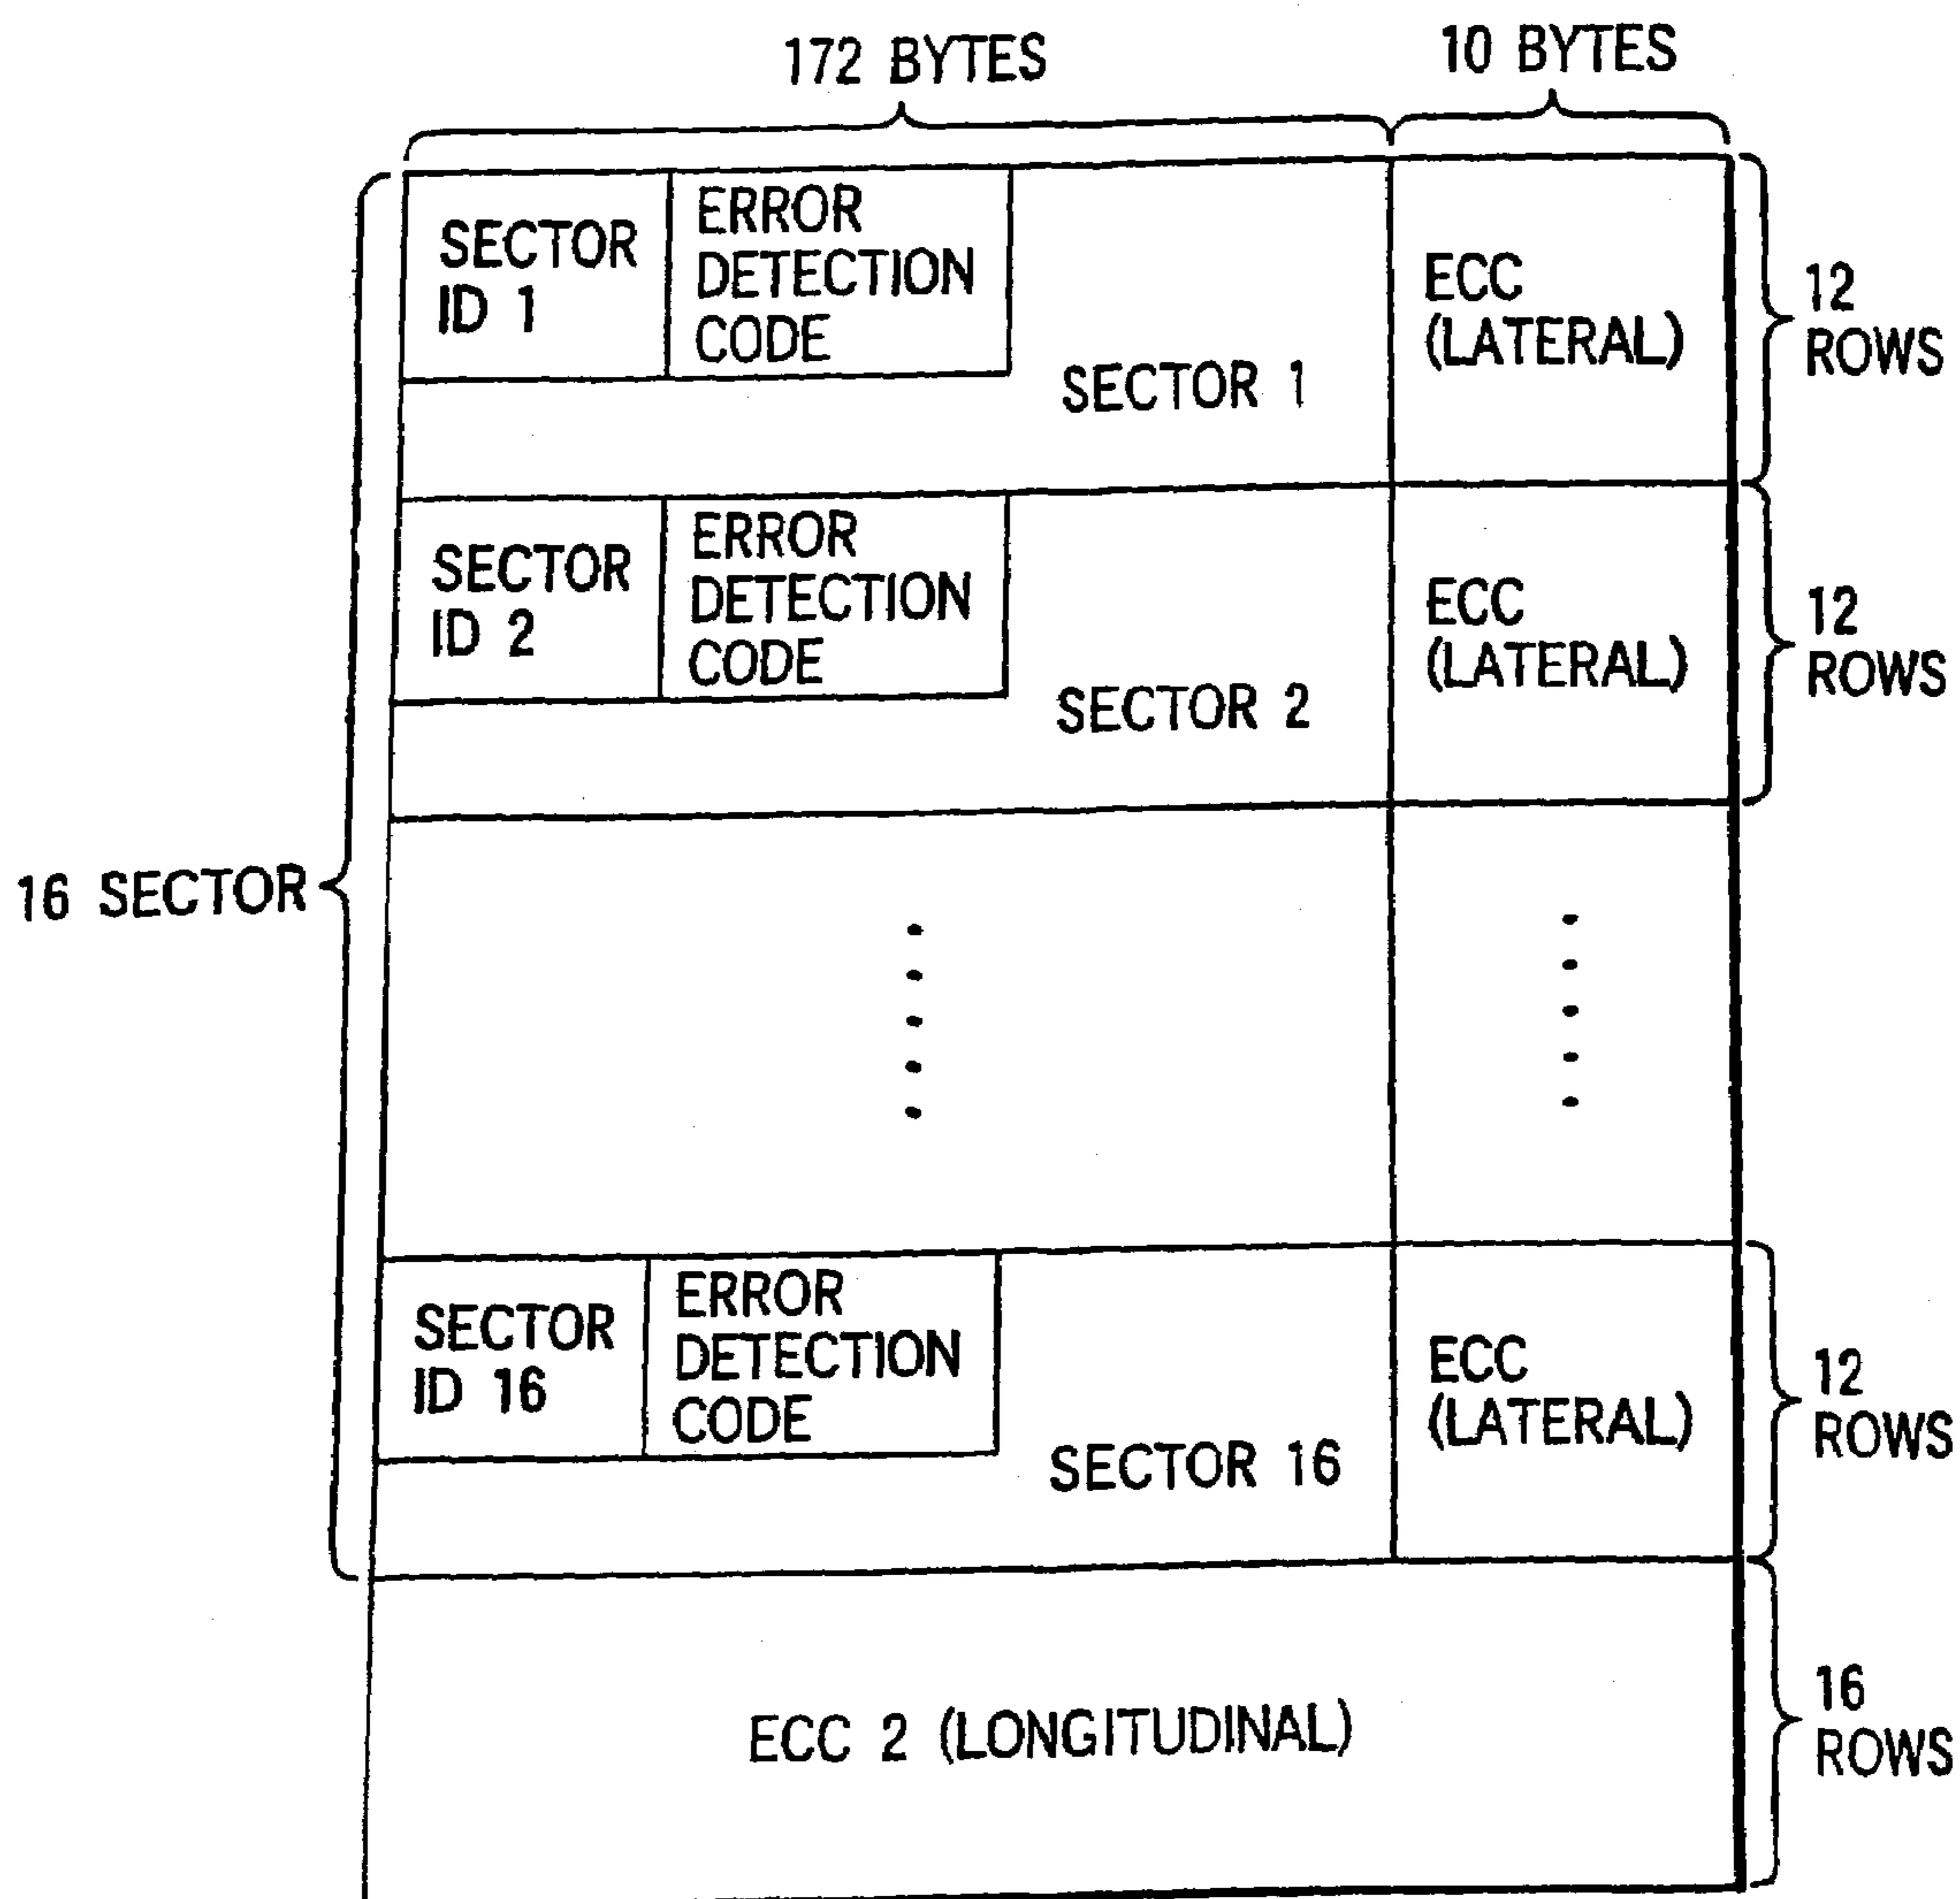 172 BYTES
10 BYTES
SECTOR
ID 1
ERROR
DETECTION
CODE
SECTOR 1
ECC
(LATERAL)
12
ROWS
SECTOR
ID 2
ERROR
DETECTION
CODE
SECTOR 2
ECC
(LATERAL)
12
ROWS
16 SECTOR
SECTOR
ID 16
ERROR
DETECTION
CODE
SECTOR 16
ECC
(LATERAL)
12
ROWS
ECC 2 (LONGITUDINAL)
16
ROWS